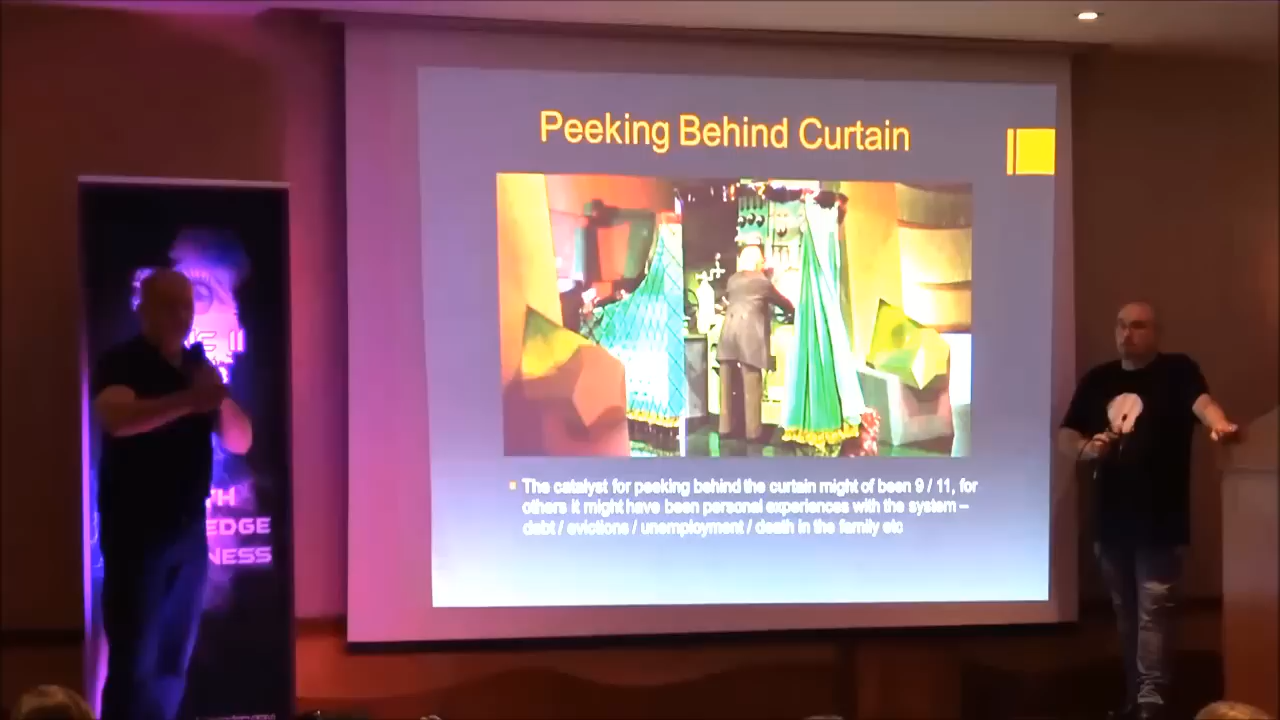 Peeking Behind Curtain
The catalyst for peeking behind the curtain might of been 9 / 11, for
others it might have been personal experiences with the system –
debt / evictions / unemployment / death in the family etc